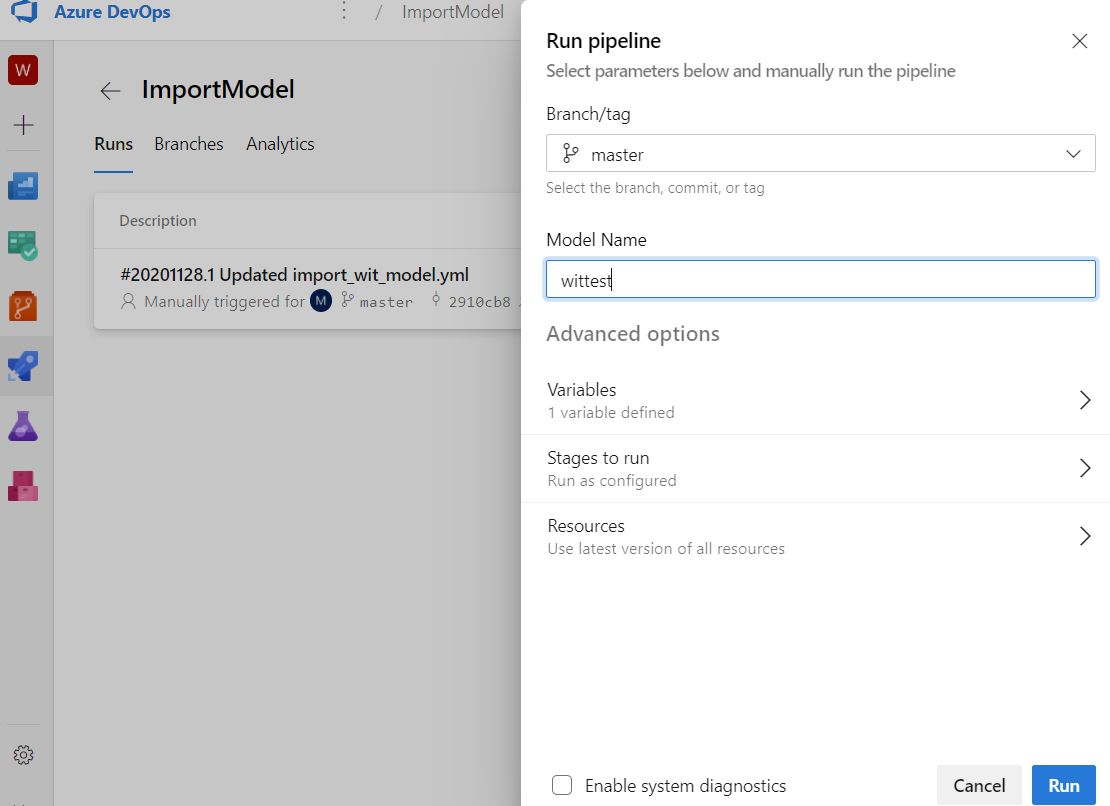 Azure DevOps
/ ImportModel
W
ImportModel
Runs Branches Analytics
Description
#20201128.1 Updated import_wit_model.yml
Manually triggered for M master 2910cb8
Run pipeline
Select parameters below and manually run the pipeline
Branch/tag
master
Select the branch, commit, or tag
Model Name
wittest
Advanced options
Variables
1 variable defined
Stages to run
Run as configured
Resources
Use latest version of all resources
Enable system diagnostics
Cancel
Run